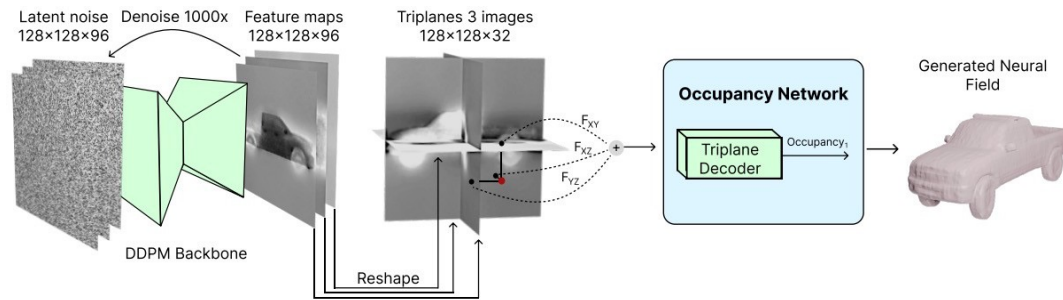 Latent noise
128×128×96
Denoise 1000x
Feature maps
128×128×96
Triplanes 3 images
128×128×32
DDPM Backbone
Reshape
F_XY
F_XZ
F_YZ
+
Occupancy Network
Triplane
Decoder
Occupancy₁
Generated Neural
Field